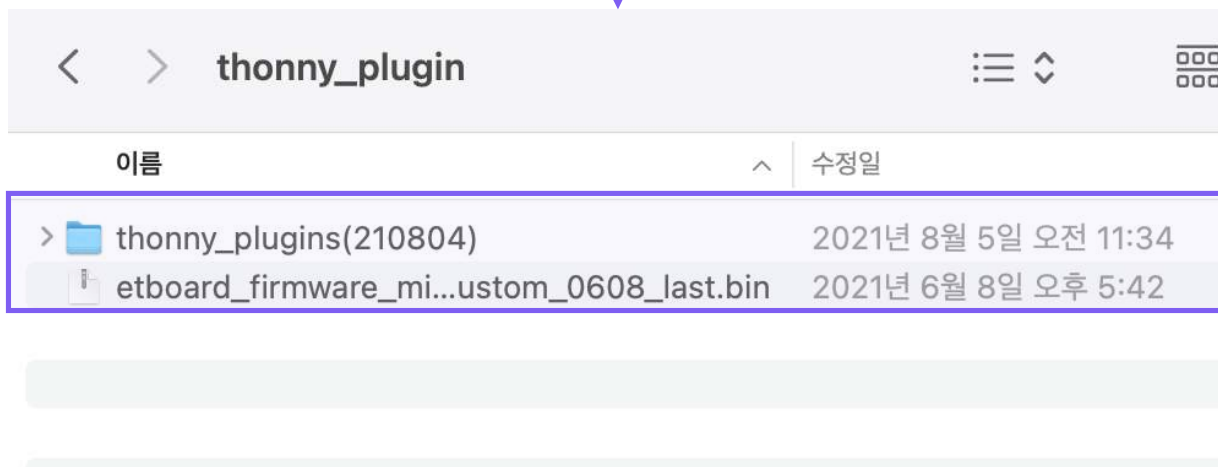 thonny_plugin
이름 수정일
thonny_plugins(210804) 2021년 8월 5일 오전 11:34
etboard_firmware_mi...ustom_0608_last.bin 2021년 6월 8일 오후 5:42